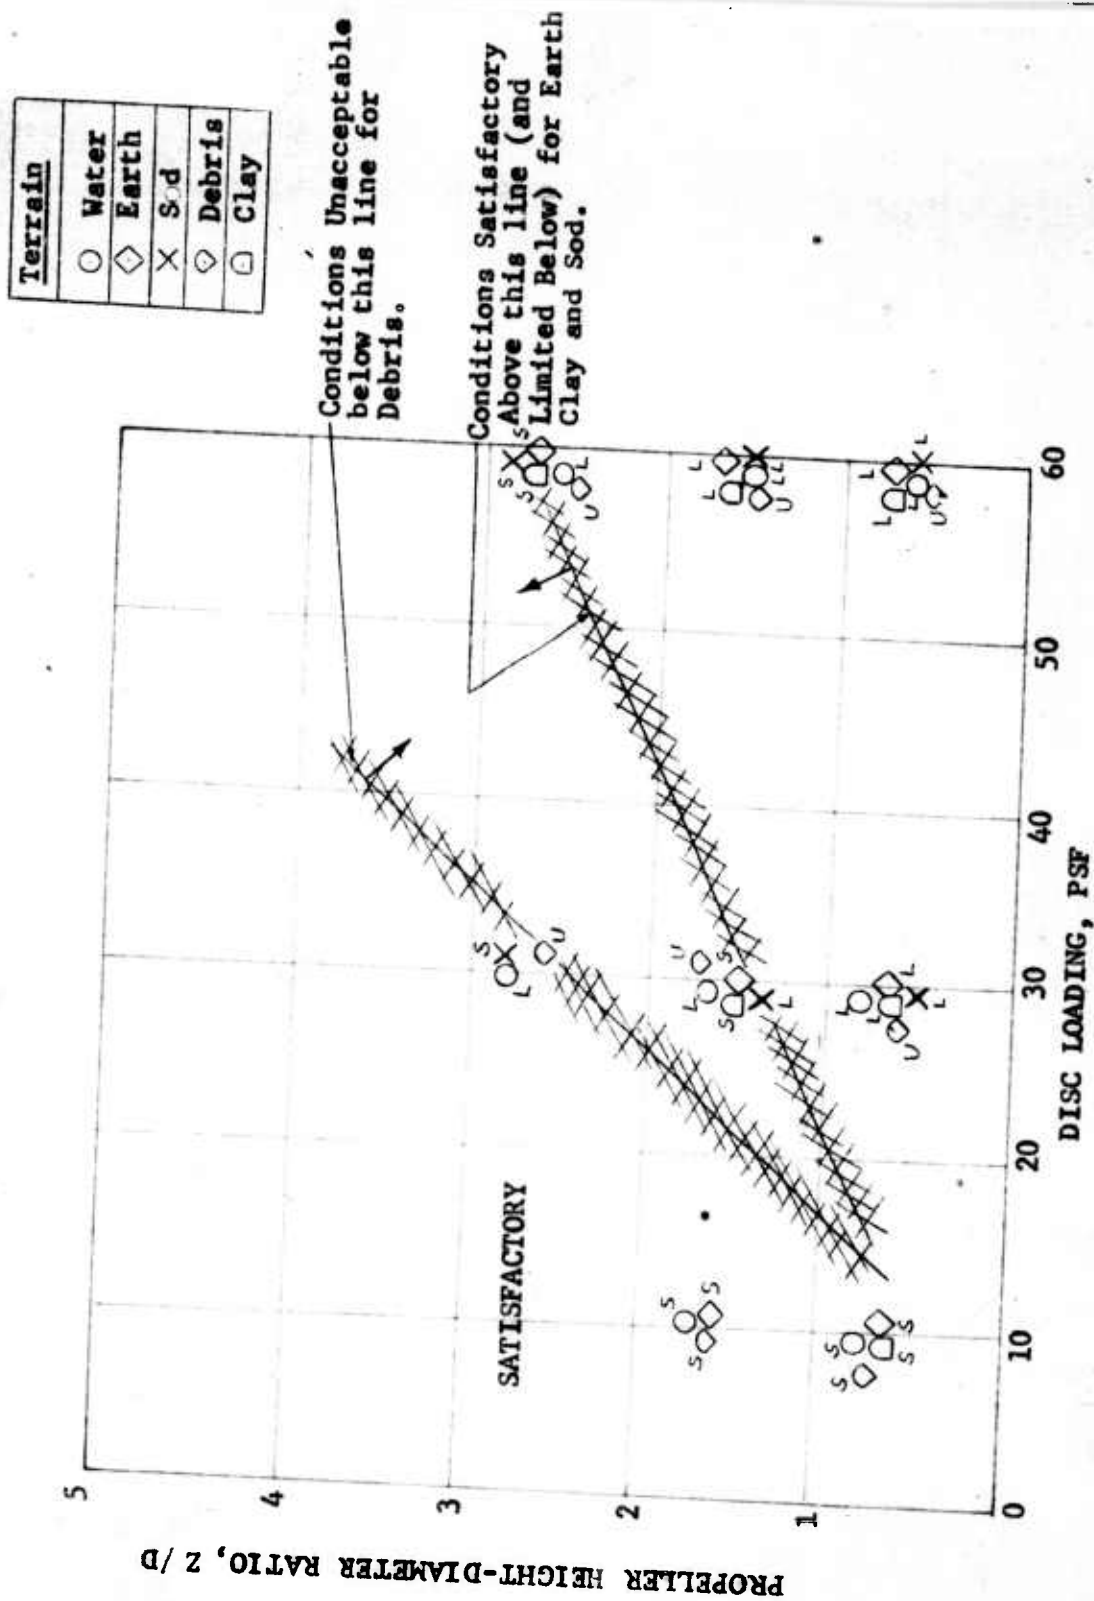 Terrain
Water
Earth
Sod
Debris
Clay
Conditions Unacceptable
below this line for
Debris.
Conditions Satisfactory
Above this line (and
Limited Below) for Earth
Clay and Sod.
SATISFACTORY
PROPELLER HEIGHT-DIAMETER RATIO, Z/D
5
4
3
2
1
0
10
20
30
40
50
60
DISC LOADING, PSF
S
S
S
S
S
S
S
L
S
U
U
L
S
S
L
L
L
U
L
L
S
S
S
L
U
L
L
LL
U
L
L
L
L
U